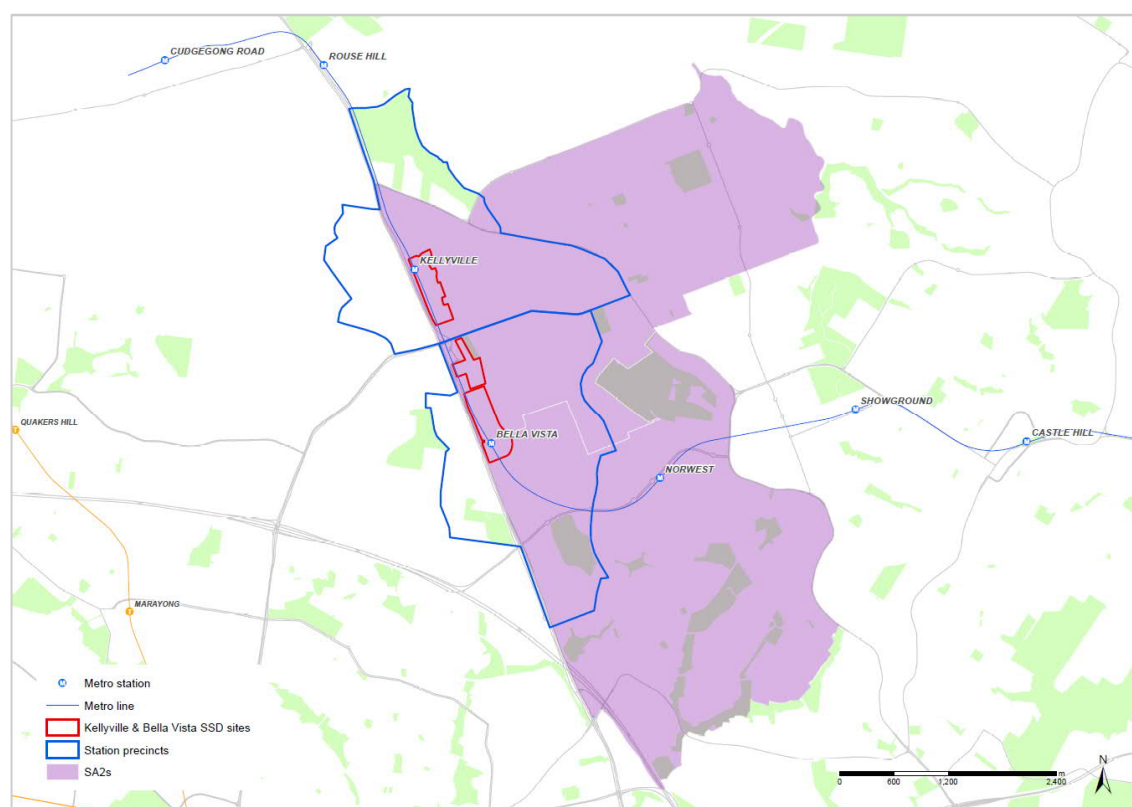 CUDGEGONG ROAD
ROUSE HILL
KELLYVILLE
SHOWGROUND
QUAKERS HILL
BELLA VISTA
CASTLE HILL
NORWEST
MARAYONG
Metro station
Metro line
Kellyville & Bella Vista SSD sites
Station precincts
SA2s
N
m
0 600 1,200 2,400
M
M
M
M
M
M
M
T
T
M